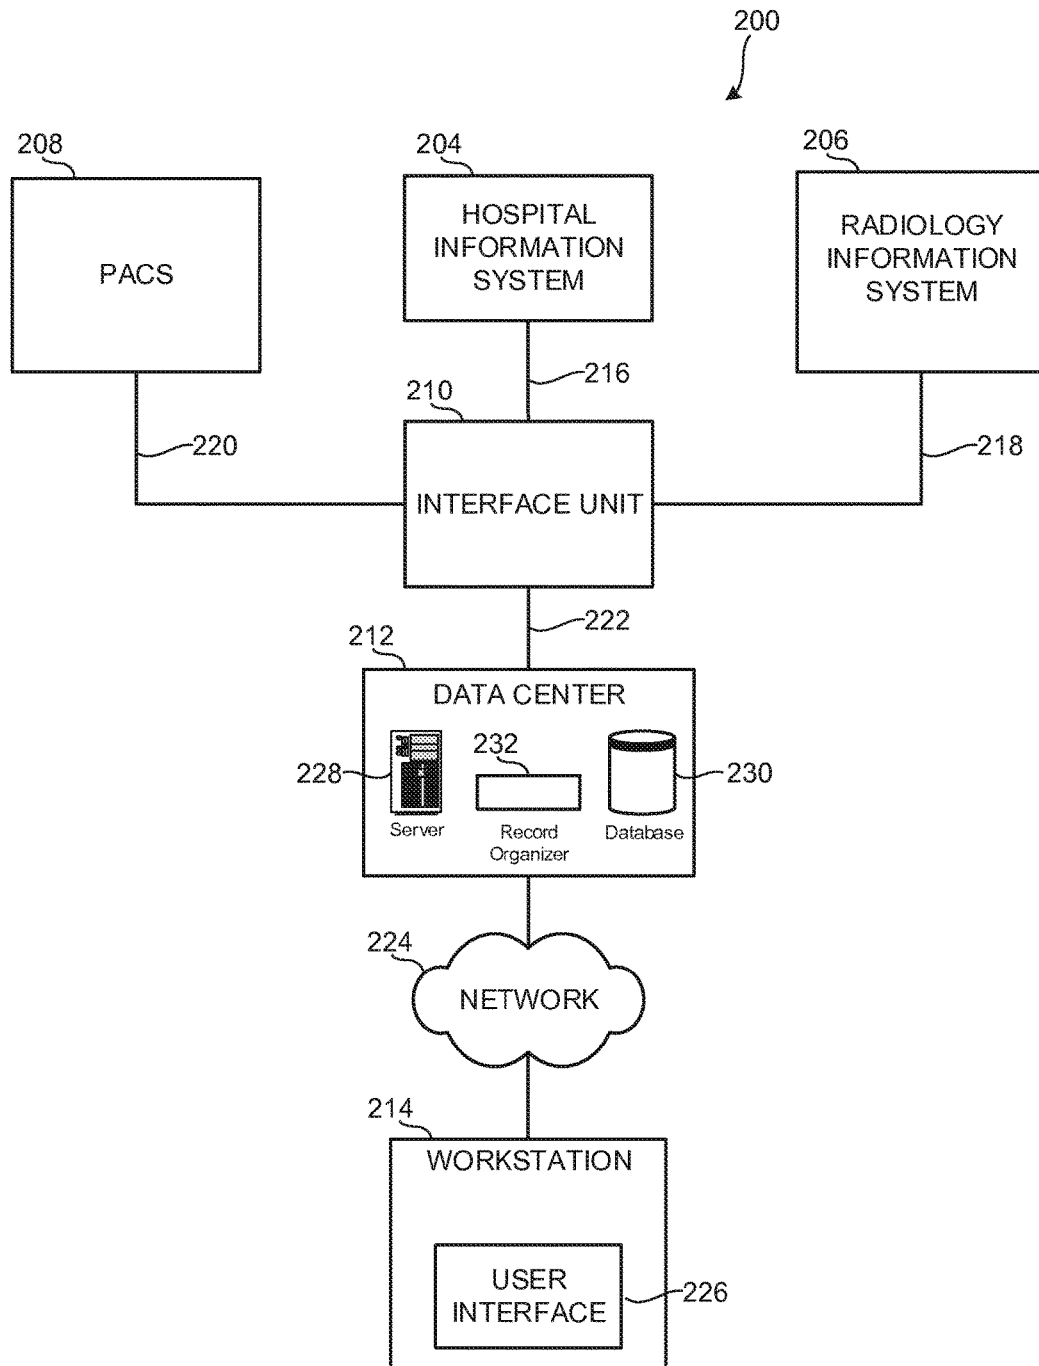 200
208
204
206
PACS
HOSPITAL
INFORMATION
SYSTEM
RADIOLOGY
INFORMATION
SYSTEM
216
210
220
218
INTERFACE UNIT
222
212
DATA CENTER
232
228
230
Server
Record
Organizer
Database
224
NETWORK
214
WORKSTATION
USER
INTERFACE
226